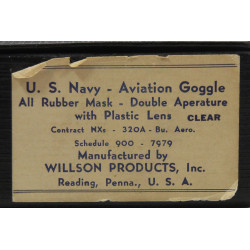 U. S. Navy - Aviation Goggle
All Rubber Mask - Double Aperature
with Plastic Lens CLEAR
Contract NXs - 320A - Bu. Aero.
Schedule 900 - 7979
Manufactured by
WILLSON PRODUCTS, Inc.
Reading, Penna., U. S. A.